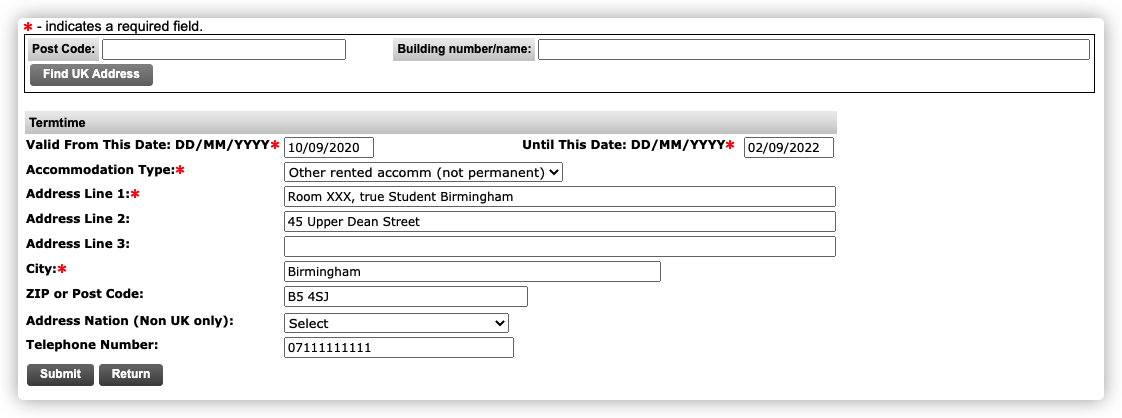 * - indicates a required field.
Post Code: Building number/name:
Find UK Address
Termtime
Valid From This Date: DD/MM/YYYY* 10/09/2020 Until This Date: DD/MM/YYYY* 02/09/2022
Accommodation Type:* Other rented accomm (not permanent)
Address Line 1:* Room XXX, true Student Birmingham
Address Line 2: 45 Upper Dean Street
Address Line 3:
City:* Birmingham
ZIP or Post Code: B5 4SJ
Address Nation (Non UK only): Select
Telephone Number: 07111111111
Submit Return